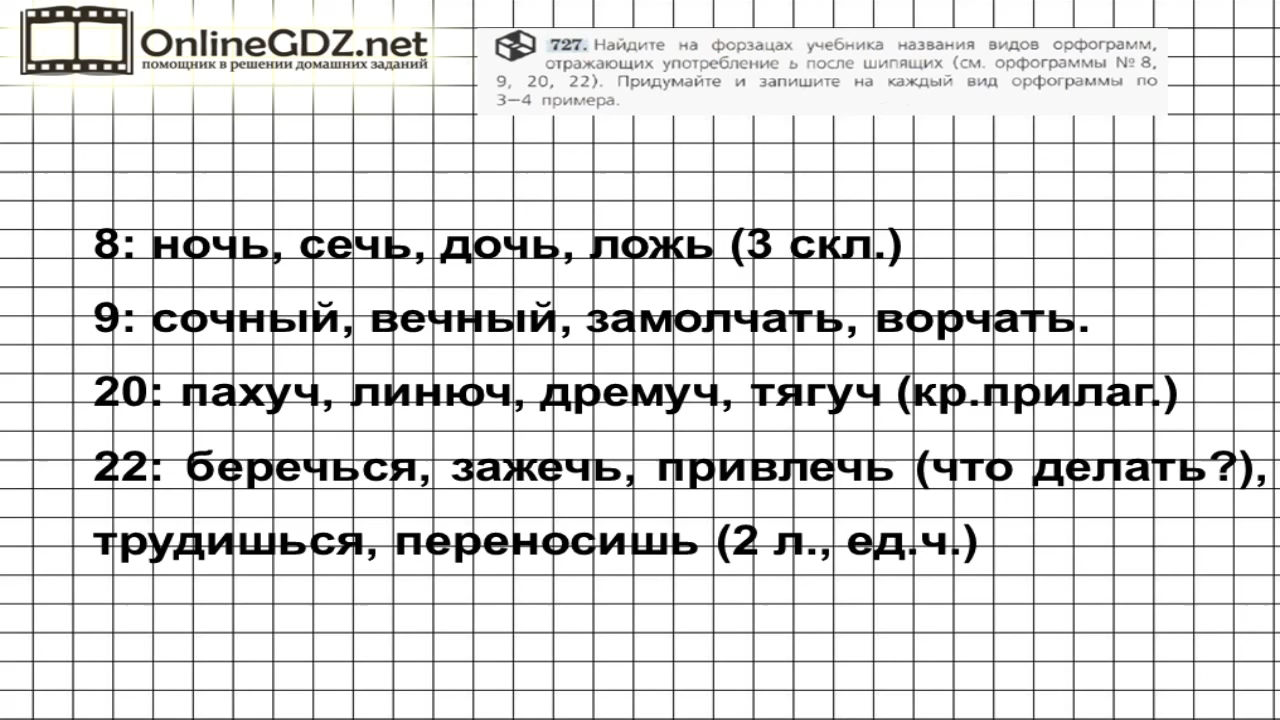 OnlineGDZ.net
помощник в решении домашних заданий
727. Найдите на форзацах учебника названия видов орфограмм,
отражающих употребление ь после шипящих (см. орфограммы № 8,
9, 20, 22). Придумайте и запишите на каждый вид орфограммы по
3—4 примера.
8: ночь, сечь, дочь, ложь (3 скл.)
9: сочный, вечный, замолчать, ворчать.
20: пахуч, линюч, дремуч, тягуч (кр.прилаг.)
22: беречься, зажечь, привлечь (что делать?),
трудишься, переносишь (2 л., ед.ч.)